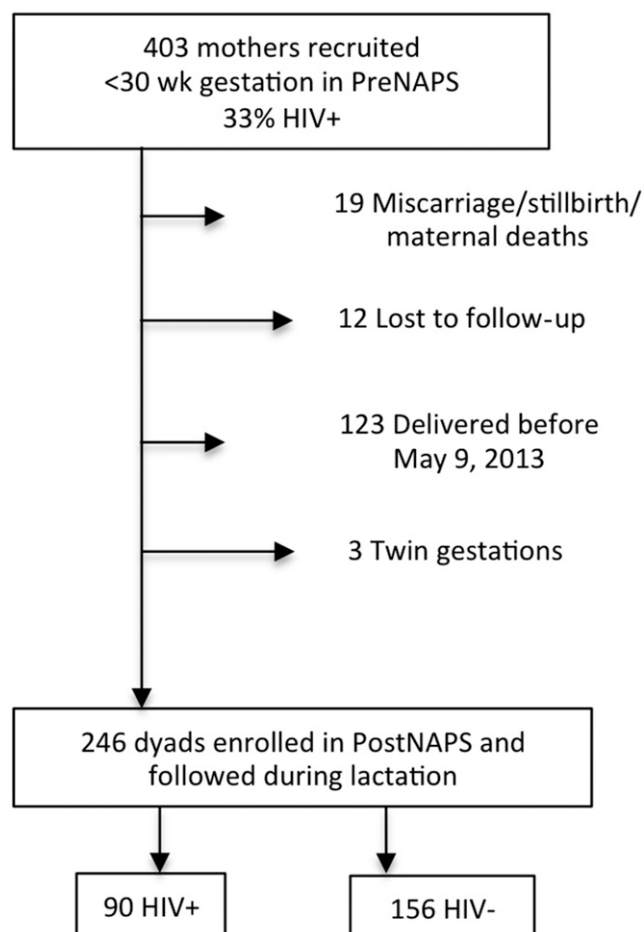 403 mothers recruited
<30 wk gestation in PreNAPS
33% HIV+
19 Miscarriage/stillbirth/
maternal deaths
12 Lost to follow-up
123 Delivered before
May 9, 2013
3 Twin gestations
246 dyads enrolled in PostNAPS and
followed during lactation
90 HIV+
156 HIV-